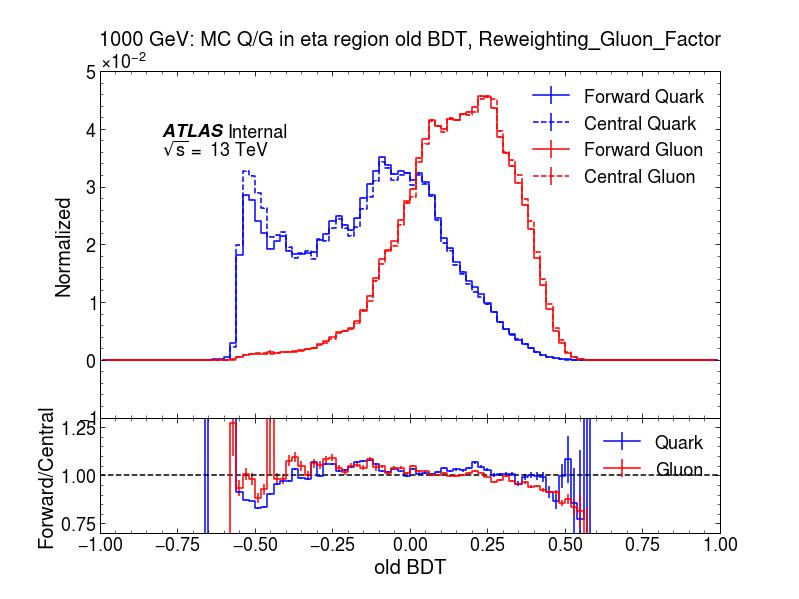 1000 GeV: MC Q/G in eta region old BDT, Reweighting_Gluon_Factor
×10⁻²
5
4
3
2
1
0
−1
Normalized
ATLAS Internal
√s = 13 TeV
Forward Quark
Central Quark
Forward Gluon
Central Gluon
1.25
1.00
0.75
Forward/Central
Quark
Gluon
−1.00 −0.75 −0.50 −0.25 0.00 0.25 0.50 0.75 1.00
old BDT